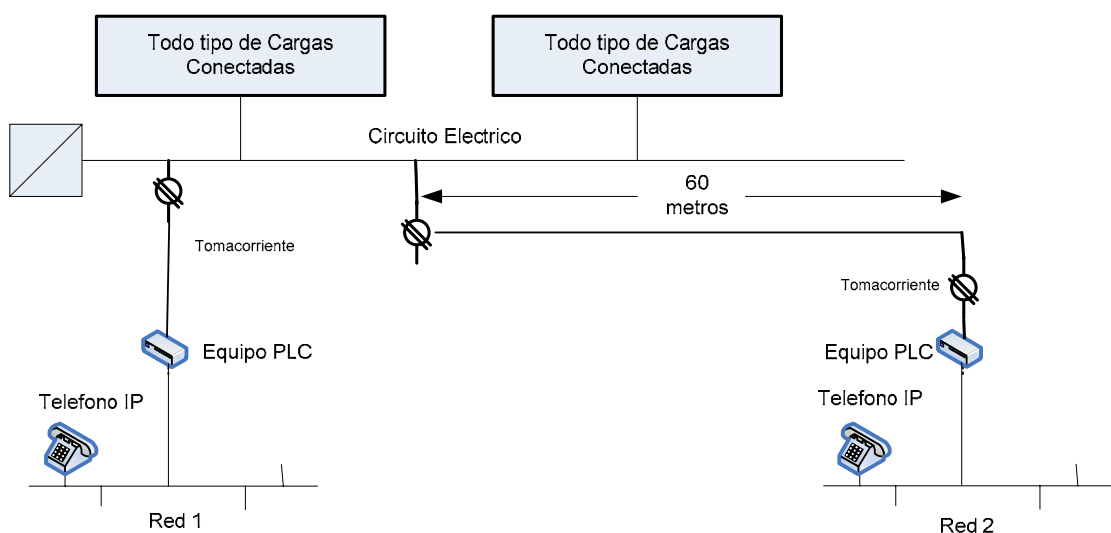 Todo tipo de Cargas
Conectadas
Todo tipo de Cargas
Conectadas
Circuito Electrico
60
metros
Tomacorriente
Tomacorriente
Equipo PLC
Equipo PLC
Telefono IP
Telefono IP
Red 1
Red 2